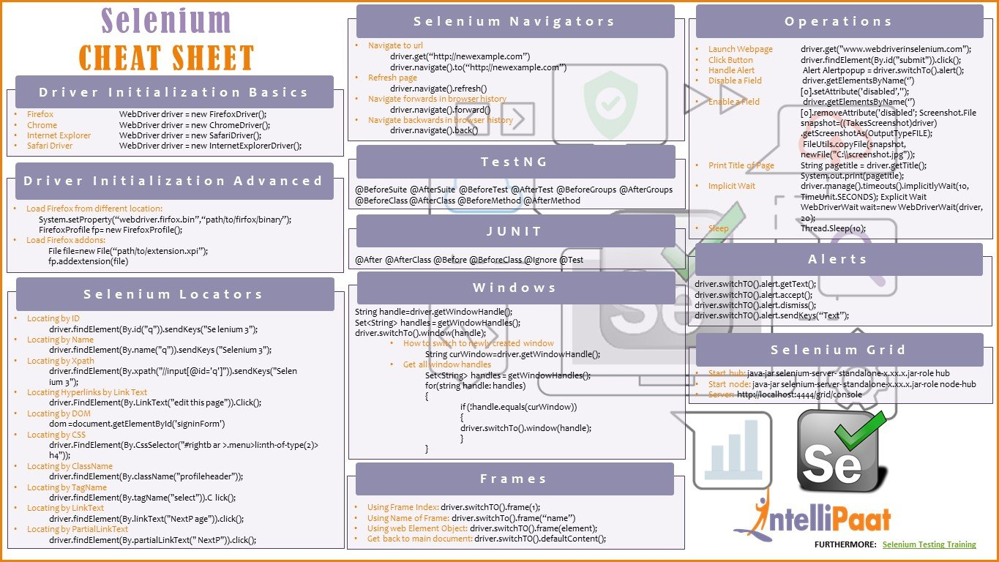 Selenium
CHEAT SHEET
Driver Initialization Basics
• Firefox WebDriver driver = new FirefoxDriver();
• Chrome WebDriver driver = new ChromeDriver();
• Internet Explorer WebDriver driver = new SafariDriver();
• Safari Driver WebDriver driver = new InternetExplorerDriver();
Driver Initialization Advanced
• Load Firefox from different location:
System.setProperty(“webdriver.firfox.bin”,“path/to/firfox/binary”);
FirefoxProfile fp= new FirefoxProfile();
• Load Firefox addons:
File file=new File(“path/to/extension.xpi”);
fp.addextension(file)
Selenium Locators
• Locating by ID
driver.findElement(By.id("q")).sendKeys("Se lenium 3");
• Locating by Name
driver.findElement(By.name("q")).sendKeys ("Selenium 3");
• Locating by Xpath
driver.findElement(By.xpath("//input[@id='q']")).sendKeys("Selen
ium 3");
• Locating Hyperlinks by Link Text
driver.FindElement(By.LinkText("edit this page")).Click();
• Locating by DOM
dom =document.getElementById('signinForm')
• Locating by CSS
driver.FindElement(By.CssSelector("#rightb ar >.menu>li:nth-of-type(2)>
h4"));
• Locating by ClassName
driver.findElement(By.className("profileheader"));
• Locating by TagName
driver.findElement(By.tagName("select")).C lick();
• Locating by LinkText
driver.findElement(By.linkText("NextP age")).click();
• Locating by PartialLinkText
driver.findElement(By.partialLinkText(" NextP")).click();
Selenium Navigators
• Navigate to url
driver.get(“http://newexample.com”)
driver.navigate().to(“http://newexample.com”)
• Refresh page
driver.navigate().refresh()
• Navigate forwards in browser history
driver.navigate().forward()
• Navigate backwards in browser history
driver.navigate().back()
TestNG
@BeforeSuite @AfterSuite @BeforeTest @AfterTest @BeforeGroups @AfterGroups
@BeforeClass @AfterClass @BeforeMethod @AfterMethod
JUNIT
@After @AfterClass @Before @BeforeClass @Ignore @Test
Windows
String handle=driver.getWindowHandle();
Set<String> handles = getWindowHandles();
driver.switchTo().window(handle);
• How to switch to newly created window
String curWindow=driver.getWindowHandle();
• Get all window handles
Set<String> handles = getWindowHandles();
for(string handle: handles)
{
if (!handle.equals(curWindow))
{
driver.switchTo().window(handle);
}
}
Frames
• Using Frame Index: driver.switchTO().frame(1);
• Using Name of Frame: driver.switchTo().frame(“name”)
• Using web Element Object: driver.switchTO().frame(element);
• Get back to main document: driver.switchTO().defaultContent();
Operations
• Launch Webpage driver.get("www.webdriverinselenium.com");
• Click Button driver.findElement(By.id("submit")).click();
• Handle Alert Alert Alertpopup = driver.switchTo().alert();
• Disable a Field driver.getElementsByName(‘’)
[0].setAttribute('disabled','');
• Enable a Field driver.getElementsByName(‘’)
[0].removeAttribute('disabled'; Screenshot.File
snapshot=((TakesScreenshot)driver)
.getScreenshotAs(OutputTypeFILE);
FileUtils.copyFile(snapshot,
newFile("C:\\screenshot.jpg"));
• Print Title of Page String pagetitle = driver.getTitle();
System.out.print(pagetitle);
• Implicit Wait driver.manage().timeouts().implicitlyWait(10,
TimeUnit.SECONDS); Explicit Wait
WebDriverWait wait=new WebDriverWait(driver,
20);
• Sleep Thread.Sleep(10);
Alerts
driver.switchTO().alert.getText();
driver.switchTO().alert.accept();
driver.switchTO().alert.dismiss();
driver.switchTO().alert.sendKeys(“Text”);
Selenium Grid
• Start hub: java-jar selenium-server- standalone-x.xx.x.jar-role hub
• Start node: java-jar selenium-server- standalone-x.xx.x.jar-role node-hub
• Server: http://localhost:4444/grid/console
Se
Se
IntelliPaat
FURTHERMORE: Selenium Testing Training